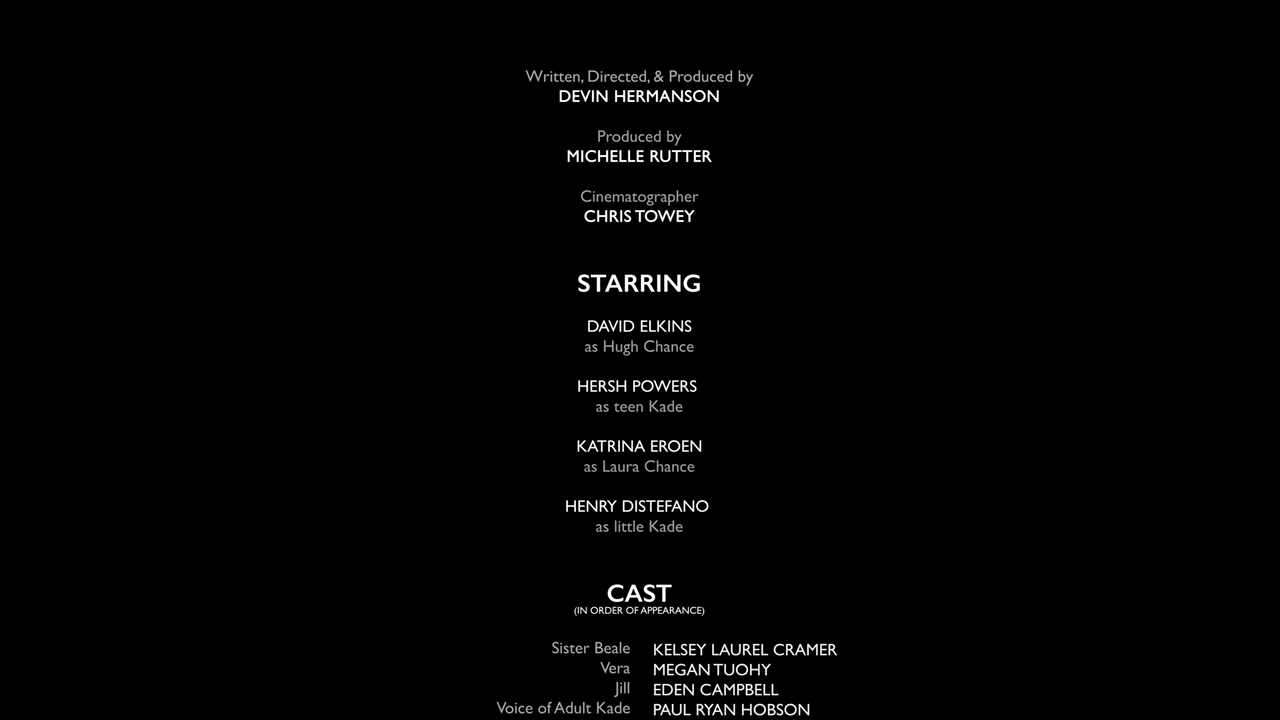 Written, Directed, & Produced by
DEVIN HERMANSON
Produced by
MICHELLE RUTTER
Cinematographer
CHRIS TOWEY
STARRING
DAVID ELKINS
as Hugh Chance
HERSH POWERS
as teen Kade
KATRINA EROEN
as Laura Chance
HENRY DISTEFANO
as little Kade
CAST
(IN ORDER OF APPEARANCE)
Sister Beale KELSEY LAUREL CRAMER
Vera MEGAN TUOHY
Jill EDEN CAMPBELL
Voice of Adult Kade PAUL RYAN HOBSON